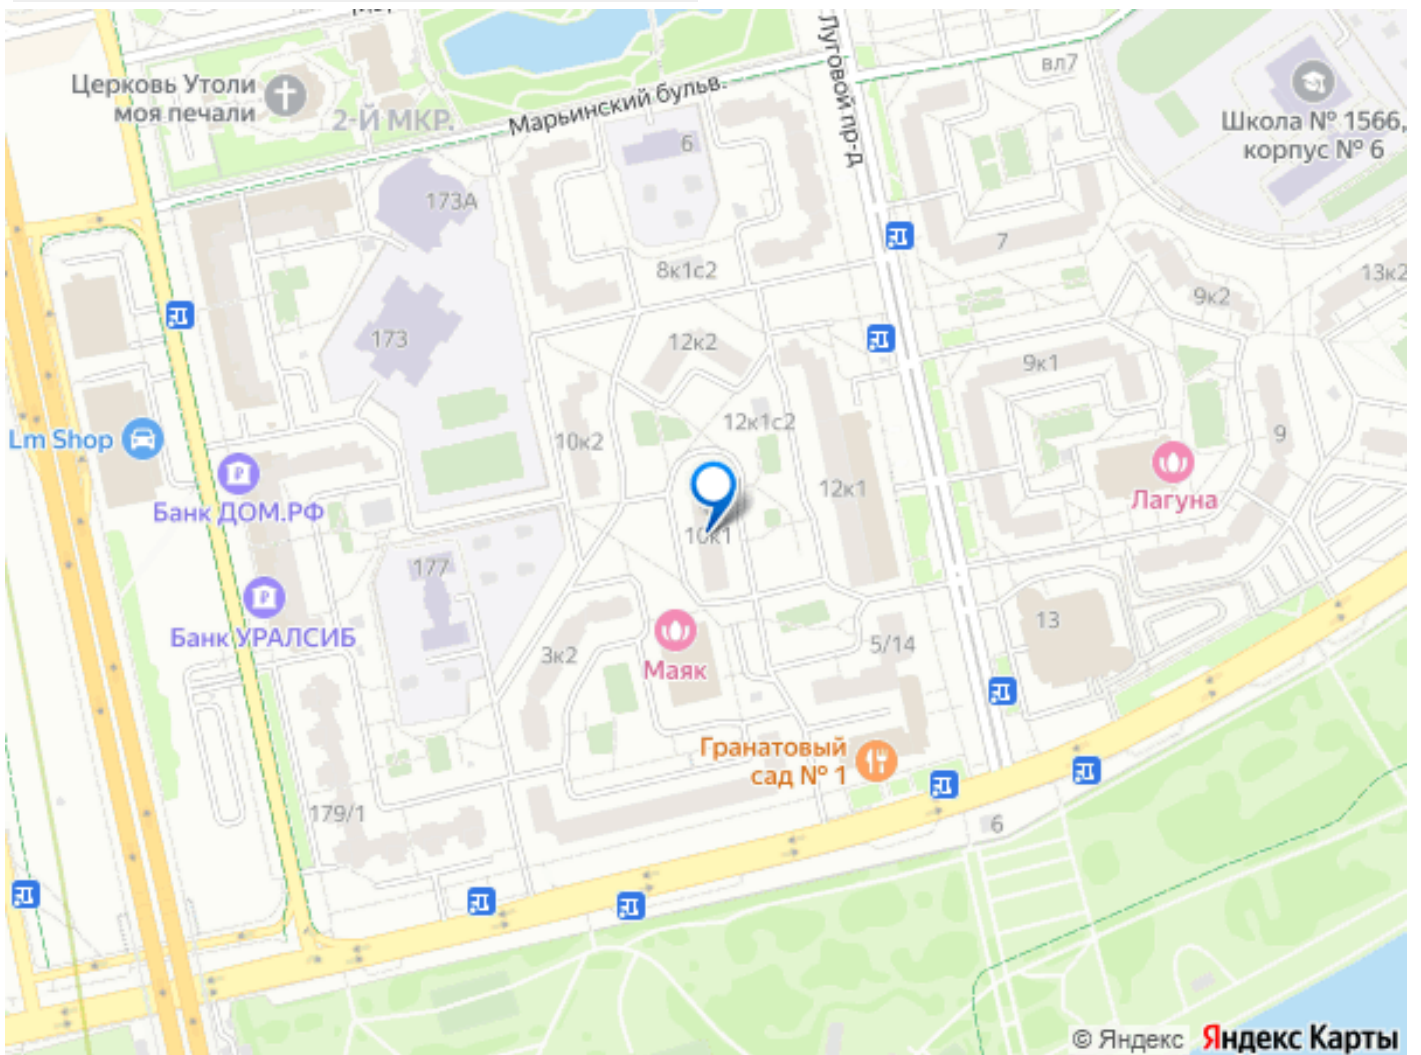 Церковь Утоли
моя печали
2-Й МКР.
Марьинский бульв.
Луговой пр-д
вл7
Школа № 1566,
корпус № 6
6
173А
8к1с2
7
9к2
13к2
173
12к2
9к1
12к1с2
10к2
9
Lm Shop
12к1
Лагуна
Банк ДОМ.РФ
10к1
177
Банк УРАЛСИБ
3к2
Маяк
5/14
13
Гранатовый
сад № 1
179/1
6
© Яндекс Яндекс Карты